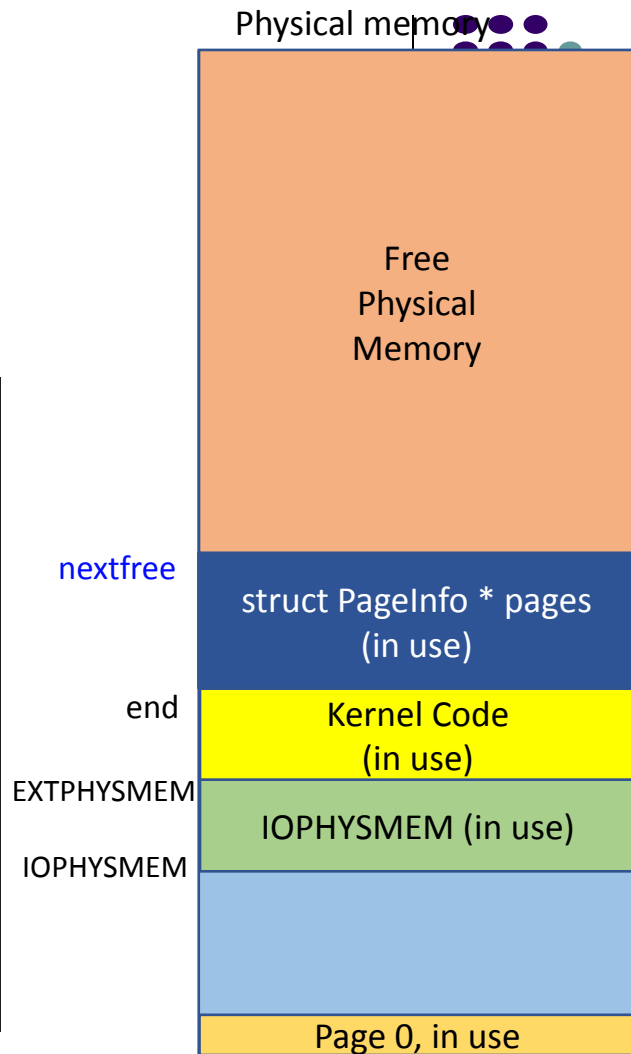 Physical memory
Free
Physical
Memory
nextfree
struct PageInfo * pages
(in use)
end
Kernel Code
(in use)
EXTPHYSMEM
IOPHYSMEM (in use)
IOPHYSMEM
Page 0, in use